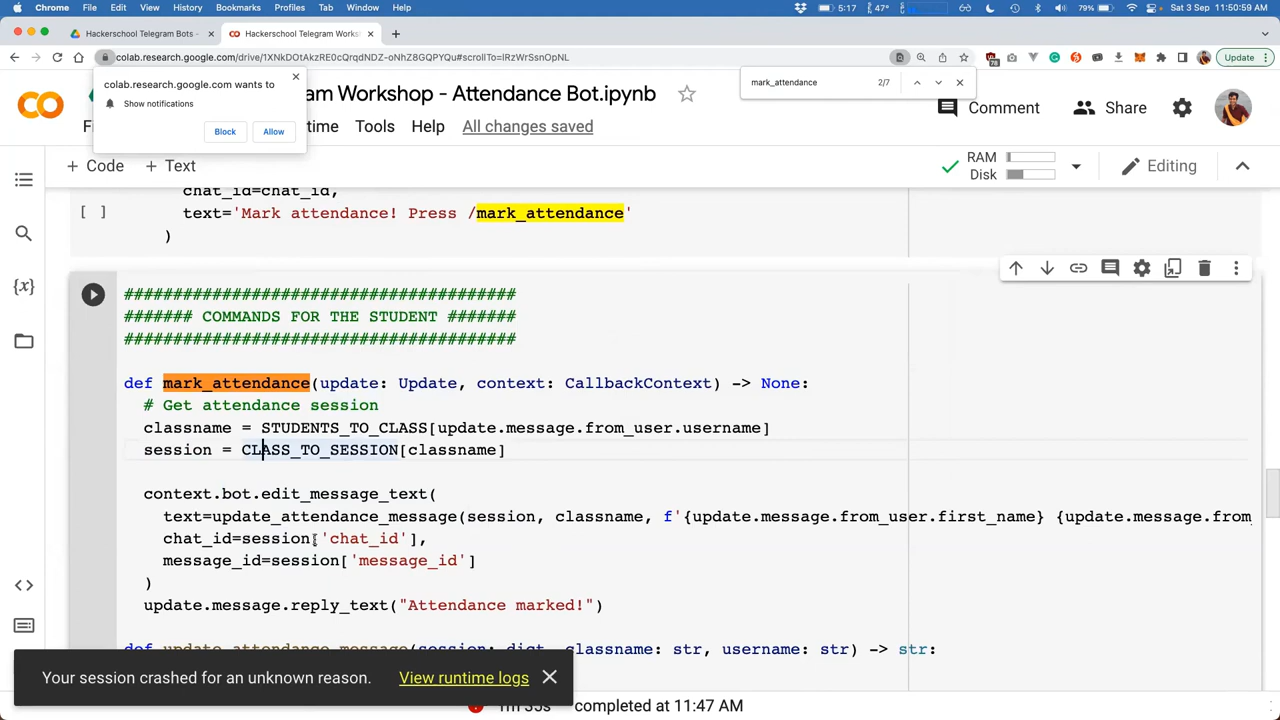 Chrome File Edit View History Bookmarks Profiles Tab Window Help 5:17 47° 79% Sat 3 Sep 11:50:59 AM
Hackerschool Telegram Bots - × Hackerschool Telegram Works × +
colab.research.google.com/drive/1XNkDOtAkzRE0cQrqdNDZ-oNhZ8GQPYQu#scrollTo=lRzWrSsnOpNL Update
colab.research.google.com wants to
Show notifications
Block Allow
mark_attendance 2/7
ram Workshop - Attendance Bot.ipynb
Comment Share
Fi time Tools Help All changes saved
+ Code + Text RAM Disk Editing
chat_id=chat_id,
[ ] text='Mark attendance! Press /mark_attendance'
)
########################################
####### COMMANDS FOR THE STUDENT #######
########################################
def mark_attendance(update: Update, context: CallbackContext) -> None:
# Get attendance session
classname = STUDENTS_TO_CLASS[update.message.from_user.username]
session = CLASS_TO_SESSION[classname]
context.bot.edit_message_text(
text=update_attendance_message(session, classname, f'{update.message.from_user.first_name} {update.message.from_
chat_id=session['chat_id'],
message_id=session['message_id']
)
update.message.reply_text("Attendance marked!")
def update_attendance_message(session: dict, classname: str, username: str) -> str:
Your session crashed for an unknown reason. View runtime logs
1m 35s completed at 11:47 AM